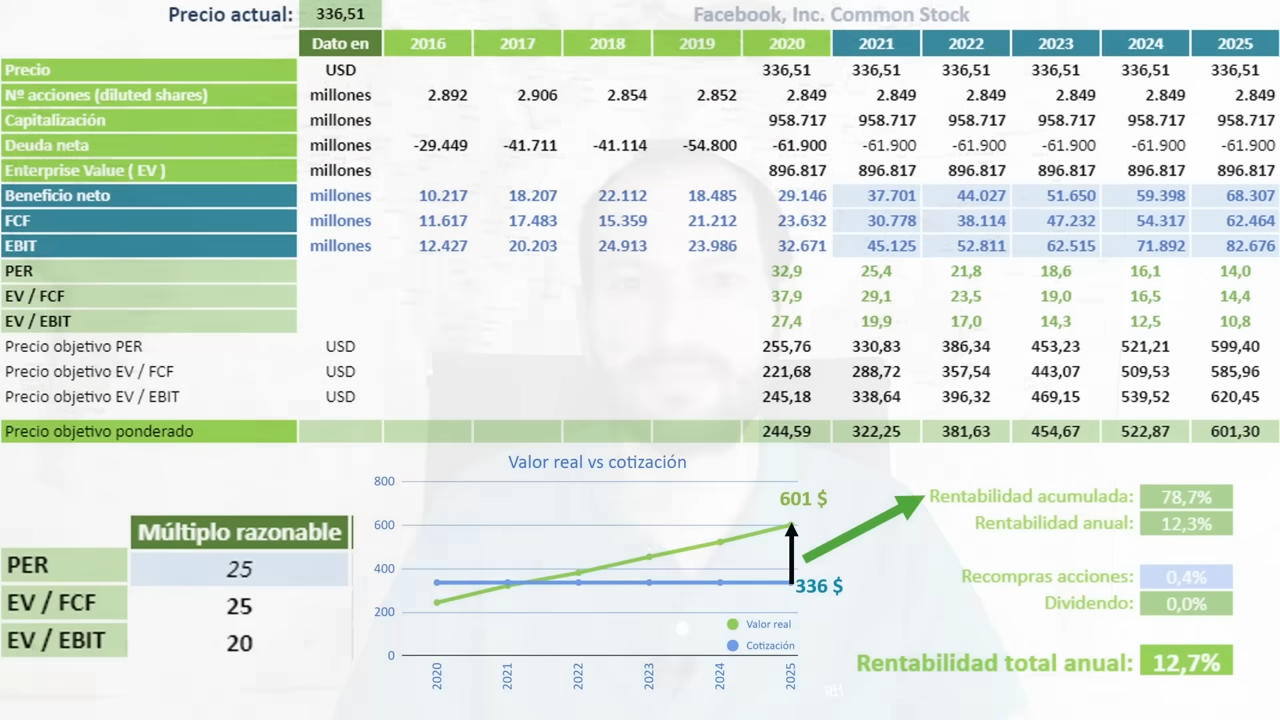 Precio actual: 336,51 Facebook, Inc. Common Stock
Dato en 2016 2017 2018 2019 2020 2021 2022 2023 2024 2025
Precio USD 336,51 336,51 336,51 336,51 336,51 336,51
Nº acciones (diluted shares) millones 2.892 2.906 2.854 2.852 2.849 2.849 2.849 2.849 2.849 2.849
Capitalización millones 958.717 958.717 958.717 958.717 958.717 958.717
Deuda neta millones -29.449 -41.711 -41.114 -54.800 -61.900 -61.900 -61.900 -61.900 -61.900 -61.900
Enterprise Value ( EV ) millones 896.817 896.817 896.817 896.817 896.817 896.817
Beneficio neto millones 10.217 18.207 22.112 18.485 29.146 37.701 44.027 51.650 59.398 68.307
FCF millones 11.617 17.483 15.359 21.212 23.632 30.778 38.114 47.232 54.317 62.464
EBIT millones 12.427 20.203 24.913 23.986 32.671 45.125 52.811 62.515 71.892 82.676
PER 32,9 25,4 21,8 18,6 16,1 14,0
EV / FCF 37,9 29,1 23,5 19,0 16,5 14,4
EV / EBIT 27,4 19,9 17,0 14,3 12,5 10,8
Precio objetivo PER USD 255,76 330,83 386,34 453,23 521,21 599,40
Precio objetivo EV / FCF USD 221,68 288,72 357,54 443,07 509,53 585,96
Precio objetivo EV / EBIT USD 245,18 338,64 396,32 469,15 539,52 620,45
Precio objetivo ponderado 244,59 322,25 381,63 454,67 522,87 601,30
Múltiplo razonable
PER 25
EV / FCF 25
EV / EBIT 20
Valor real vs cotización
800
600
400
200
0
601 $
336 $
Valor real
Cotización
2020 2021 2022 2023 2024 2025
Rentabilidad acumulada: 78,7%
Rentabilidad anual: 12,3%
Recompras acciones: 0,4%
Dividendo: 0,0%
Rentabilidad total anual: 12,7%